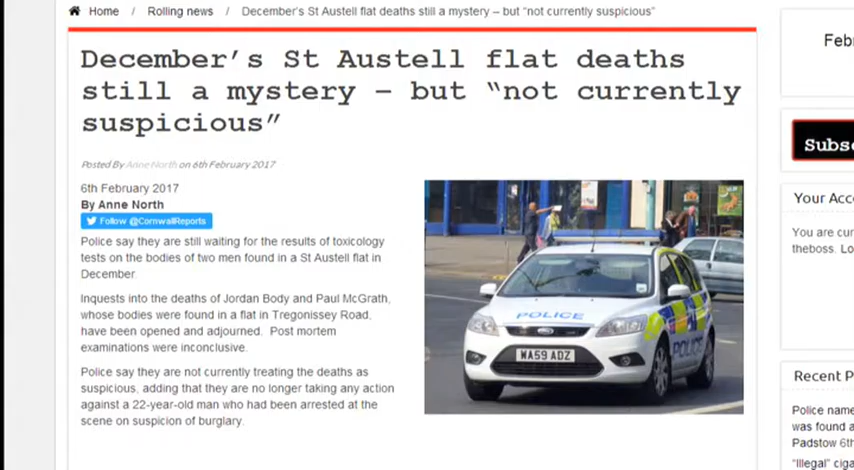 Home / Rolling news / December's St Austell flat deaths still a mystery – but "not currently suspicious"
December's St Austell flat deaths
still a mystery – but "not currently
suspicious"
Posted By Anne North on 6th February 2017
6th February 2017
By Anne North
Follow @CornwallReports
Police say they are still waiting for the results of toxicology
tests on the bodies of two men found in a St Austell flat in
December.
Inquests into the deaths of Jordan Body and Paul McGrath,
whose bodies were found in a flat in Tregonissey Road,
have been opened and adjourned. Post mortem
examinations were inconclusive.
Police say they are not currently treating the deaths as
suspicious, adding that they are no longer taking any action
against a 22-year-old man who had been arrested at the
scene on suspicion of burglary.
POLICE
WA59 ADZ
POLICE
Feb
Subs
Your Acc
You are cur
theboss. Lo
Recent P
Police name
was found a
Padstow 6th
"Illegal" ciga